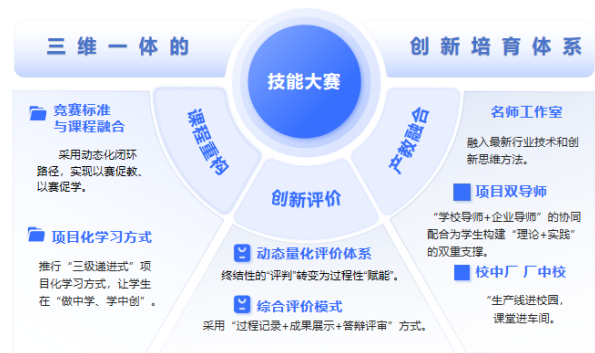 三维一体的
创新培育体系
技能大赛
课程重构
创新评价
产教融合
竞赛标准
与课程融合
采用动态化闭环
路径，实现以赛促教、
以赛促学。
项目化学习方式
推行“三级递进式”项
目化学习方式，让学生
在“做中学、学中创”。
动态量化评价体系
终结性的“评判”转变为过程性“赋能”。
综合评价模式
采用“过程记录+成果展示+答辩评审”方式。
名师工作室
融入最新行业技术和创
新思维方法。
项目双导师
“学校导师+企业导师”的协同
配合为学生构建“理论+实践”
的双重支撑。
校中厂 厂中校
“生产线进校园，
课堂进车间。